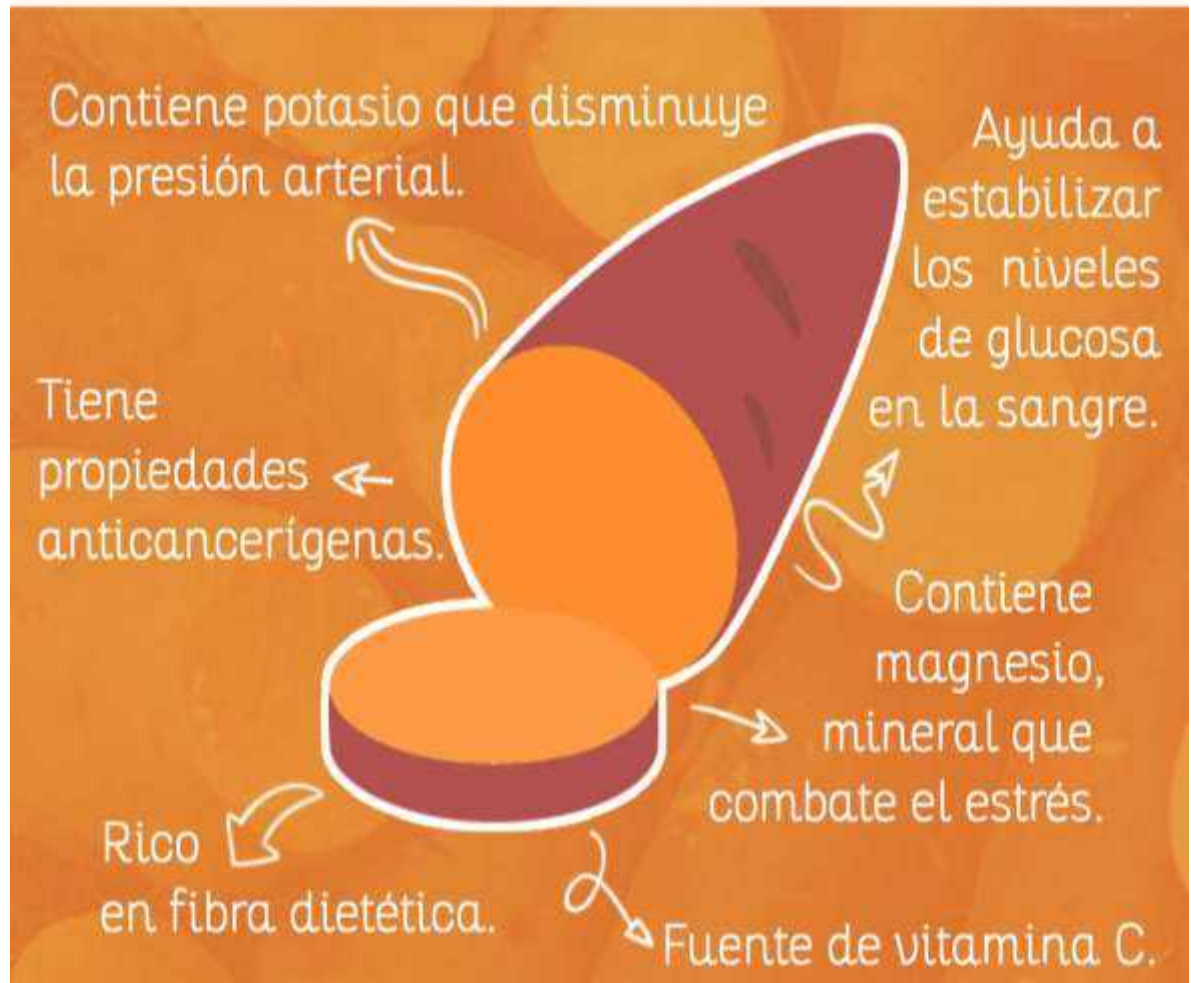 Contiene potasio que disminuye
la presión arterial.
Ayuda a
estabilizar
los niveles
de glucosa
en la sangre.
Tiene
propiedades
anticancerígenas.
Contiene
magnesio,
mineral que
combate el estrés.
Rico
en fibra dietética.
Fuente de vitamina C.